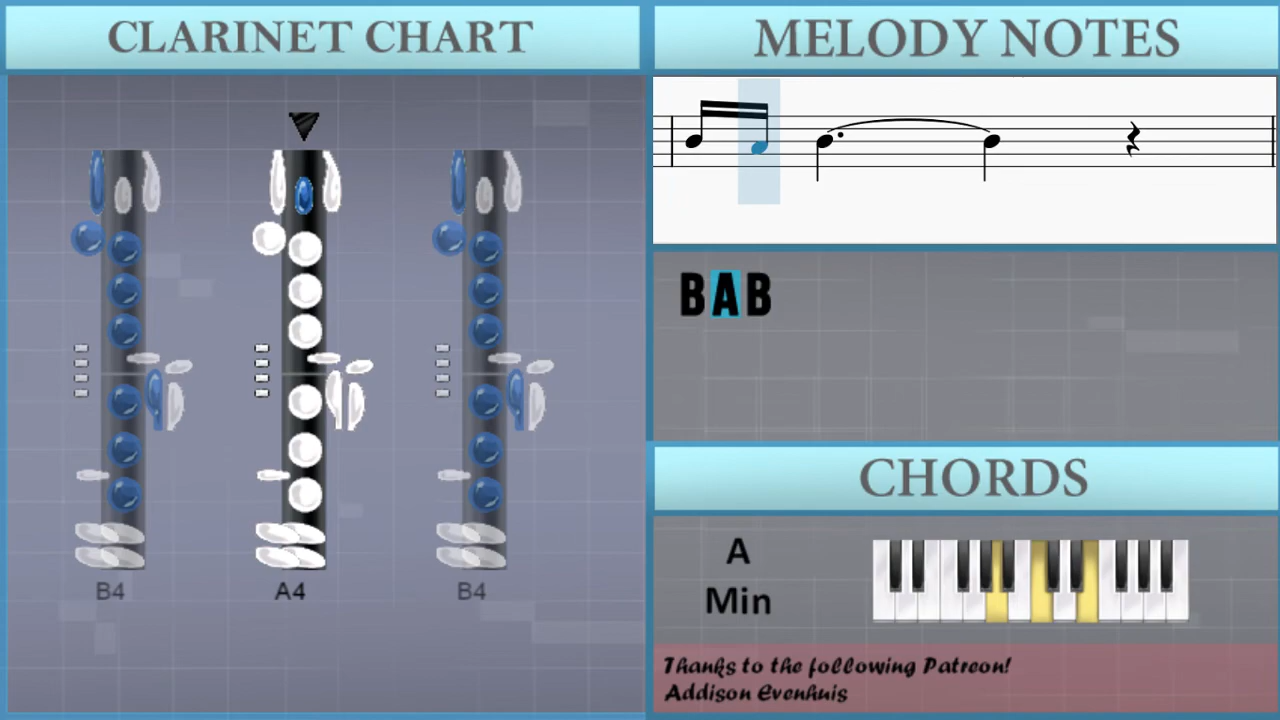 CLARINET CHART
B4
A4
B4
MELODY NOTES
BAB
CHORDS
A
Min
Thanks to the following Patreon!
Addison Evenhuis